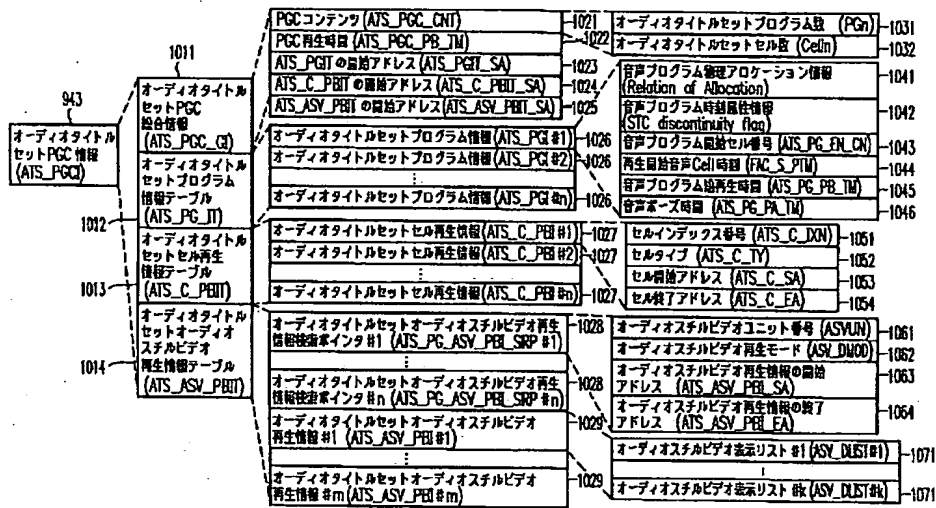 943
オーディオタイトル
セットPGC情報
(ATS_PGCI)
1011
オーディオタイトル
セットPGC
総合情報
(ATS_PGC_GI)
オーディオタイトル
セットプログラム
情報テーブル
(ATS_PG_IT)
1012
オーディオタイトル
セットセル再生
情報テーブル
(ATS_C_PBIT)
1013
オーディオタイトル
セットオーディオ
スチルビデオ
再生情報テーブル
(ATS_ASV_PBIT)
1014
PGCコンテンツ (ATS_PGC_CNT)
1021
PGC再生時間 (ATS_PGC_PB_TM)
1022
ATS_PGITの開始アドレス (ATS_PGIT_SA)
1023
ATS_C_PBITの開始アドレス (ATS_C_PBIT_SA)
1024
ATS_ASV_PBITの開始アドレス (ATS_ASV_PBIT_SA)
1025
オーディオタイトルセットプログラム情報 (ATS_PGI #1)
1026
オーディオタイトルセットプログラム情報 (ATS_PGI #2)
1026
オーディオタイトルセットプログラム情報 (ATS_PGI #n)
1026
オーディオタイトルセットセル再生情報 (ATS_C_PBI #1)
1027
オーディオタイトルセットセル再生情報 (ATS_C_PBI #2)
1027
オーディオタイトルセットセル再生情報 (ATS_C_PBI #n)
1027
オーディオタイトルセットオーディオスチルビデオ再生
情報検索ポインタ #1 (ATS_PG_ASV_PBI_SRP #1)
1028
オーディオタイトルセットオーディオスチルビデオ再生
情報検索ポインタ #n (ATS_PG_ASV_PBI_SRP #n)
1028
オーディオタイトルセットオーディオスチルビデオ
再生情報 #1 (ATS_ASV_PBI #1)
1029
オーディオタイトルセットオーディオスチルビデオ
再生情報 #m (ATS_ASV_PBI #m)
1029
オーディオタイトルセットプログラム数 (PGn)
1031
オーディオタイトルセットセル数 (Celln)
1032
音声プログラム物理アロケーション情報
(Relation of Allocation)
1041
音声プログラム時刻属性情報
(STC discontinuity flag)
1042
音声プログラム開始セル番号 (ATS_PG_EN_CN)
1043
再生開始音声Cell時刻 (FAC_S_PTM)
1044
音声プログラム総再生時間 (ATS_PG_PB_TM)
1045
音声ポーズ時間 (ATS_PG_PA_TM)
1046
セルインデックス番号 (ATS_C_IXN)
1051
セルタイプ (ATS_C_TY)
1052
セル開始アドレス (ATS_C_SA)
1053
セル終了アドレス (ATS_C_EA)
1054
オーディオスチルビデオユニット番号 (ASVUN)
1061
オーディオスチルビデオ再生モード (ASV_DMOD)
1062
オーディオスチルビデオ再生情報の開始
アドレス (ATS_ASV_PBI_SA)
1063
オーディオスチルビデオ再生情報の終了
アドレス (ATS_ASV_PBI_EA)
1064
オーディオスチルビデオ表示リスト #1 (ASV_DLIST#1)
1071
オーディオスチルビデオ表示リスト #k (ASV_DLIST#k)
1071